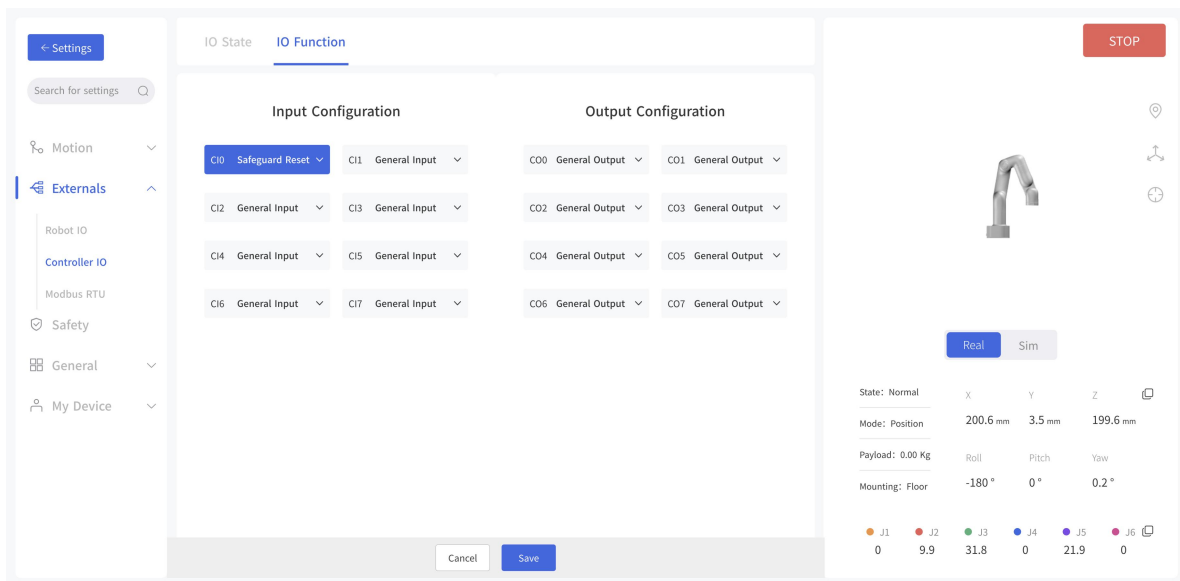 ← Settings
Search for settings
Motion
Externals
Robot IO
Controller IO
Modbus RTU
Safety
General
My Device
IO State IO Function
Input Configuration
CI0 Safeguard Reset CI1 General Input
CI2 General Input CI3 General Input
CI4 General Input CI5 General Input
CI6 General Input CI7 General Input
Output Configuration
CO0 General Output CO1 General Output
CO2 General Output CO3 General Output
CO4 General Output CO5 General Output
CO6 General Output CO7 General Output
Cancel Save
STOP
Real Sim
State: Normal
Mode: Position
Payload: 0.00 Kg
Mounting: Floor
X Y Z
200.6 mm 3.5 mm 199.6 mm
Roll Pitch Yaw
-180 ° 0 ° 0.2 °
J1 J2 J3 J4 J5 J6
0 9.9 31.8 0 21.9 0